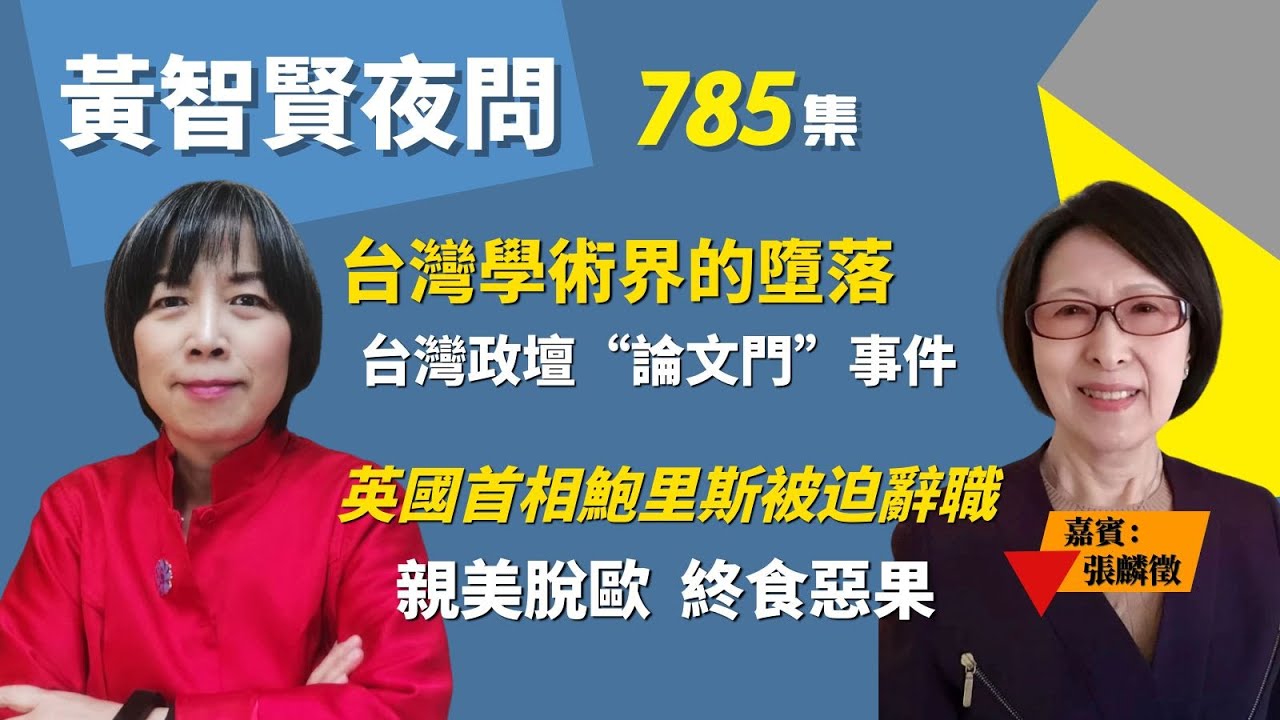 黃智賢夜問 785集
台灣學術界的墮落
台灣政壇“論文門”事件
英國首相鮑里斯被迫辭職
親美脫歐 終食惡果
嘉賓：
張麟徵